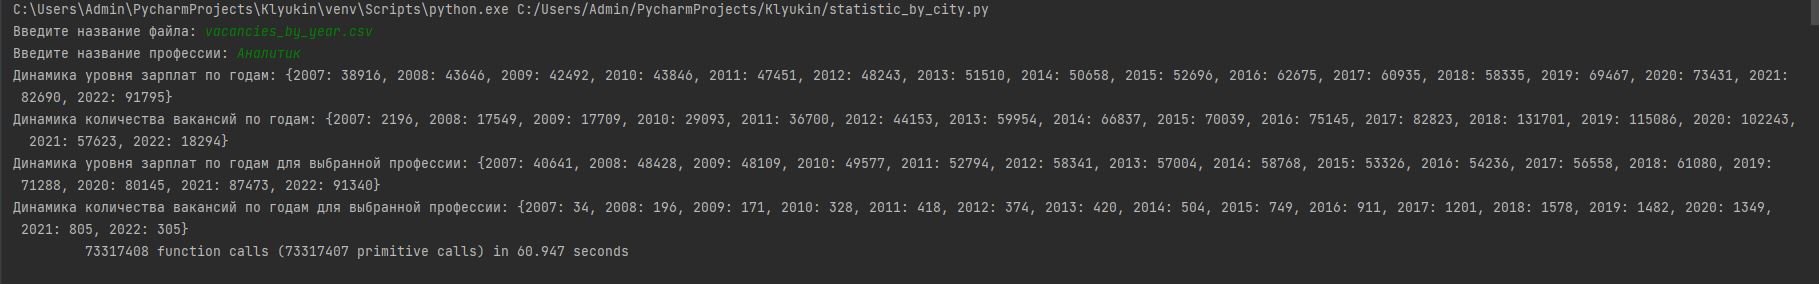 C:\Users\Admin\PycharmProjects\Klyukin\venv\Scripts\python.exe C:/Users/Admin/PycharmProjects/Klyukin/statistic_by_city.py
Введите название файла: vacancies_by_year.csv
Введите название профессии: Аналитик
Динамика уровня зарплат по годам: {2007: 38916, 2008: 43646, 2009: 42492, 2010: 43846, 2011: 47451, 2012: 48243, 2013: 51510, 2014: 50658, 2015: 52696, 2016: 62675, 2017: 60935, 2018: 58335, 2019: 69467, 2020: 73431, 2021:
82690, 2022: 91795}
Динамика количества вакансий по годам: {2007: 2196, 2008: 17549, 2009: 17709, 2010: 29093, 2011: 36700, 2012: 44153, 2013: 59954, 2014: 66837, 2015: 70039, 2016: 75145, 2017: 82823, 2018: 131701, 2019: 115086, 2020: 102243,
2021: 57623, 2022: 18294}
Динамика уровня зарплат по годам для выбранной профессии: {2007: 40641, 2008: 48428, 2009: 48109, 2010: 49577, 2011: 52794, 2012: 58341, 2013: 57004, 2014: 58768, 2015: 53326, 2016: 54236, 2017: 56558, 2018: 61080, 2019:
71288, 2020: 80145, 2021: 87473, 2022: 91340}
Динамика количества вакансий по годам для выбранной профессии: {2007: 34, 2008: 196, 2009: 171, 2010: 328, 2011: 418, 2012: 374, 2013: 420, 2014: 504, 2015: 749, 2016: 911, 2017: 1201, 2018: 1578, 2019: 1482, 2020: 1349,
2021: 805, 2022: 305}
73317408 function calls (73317407 primitive calls) in 60.947 seconds